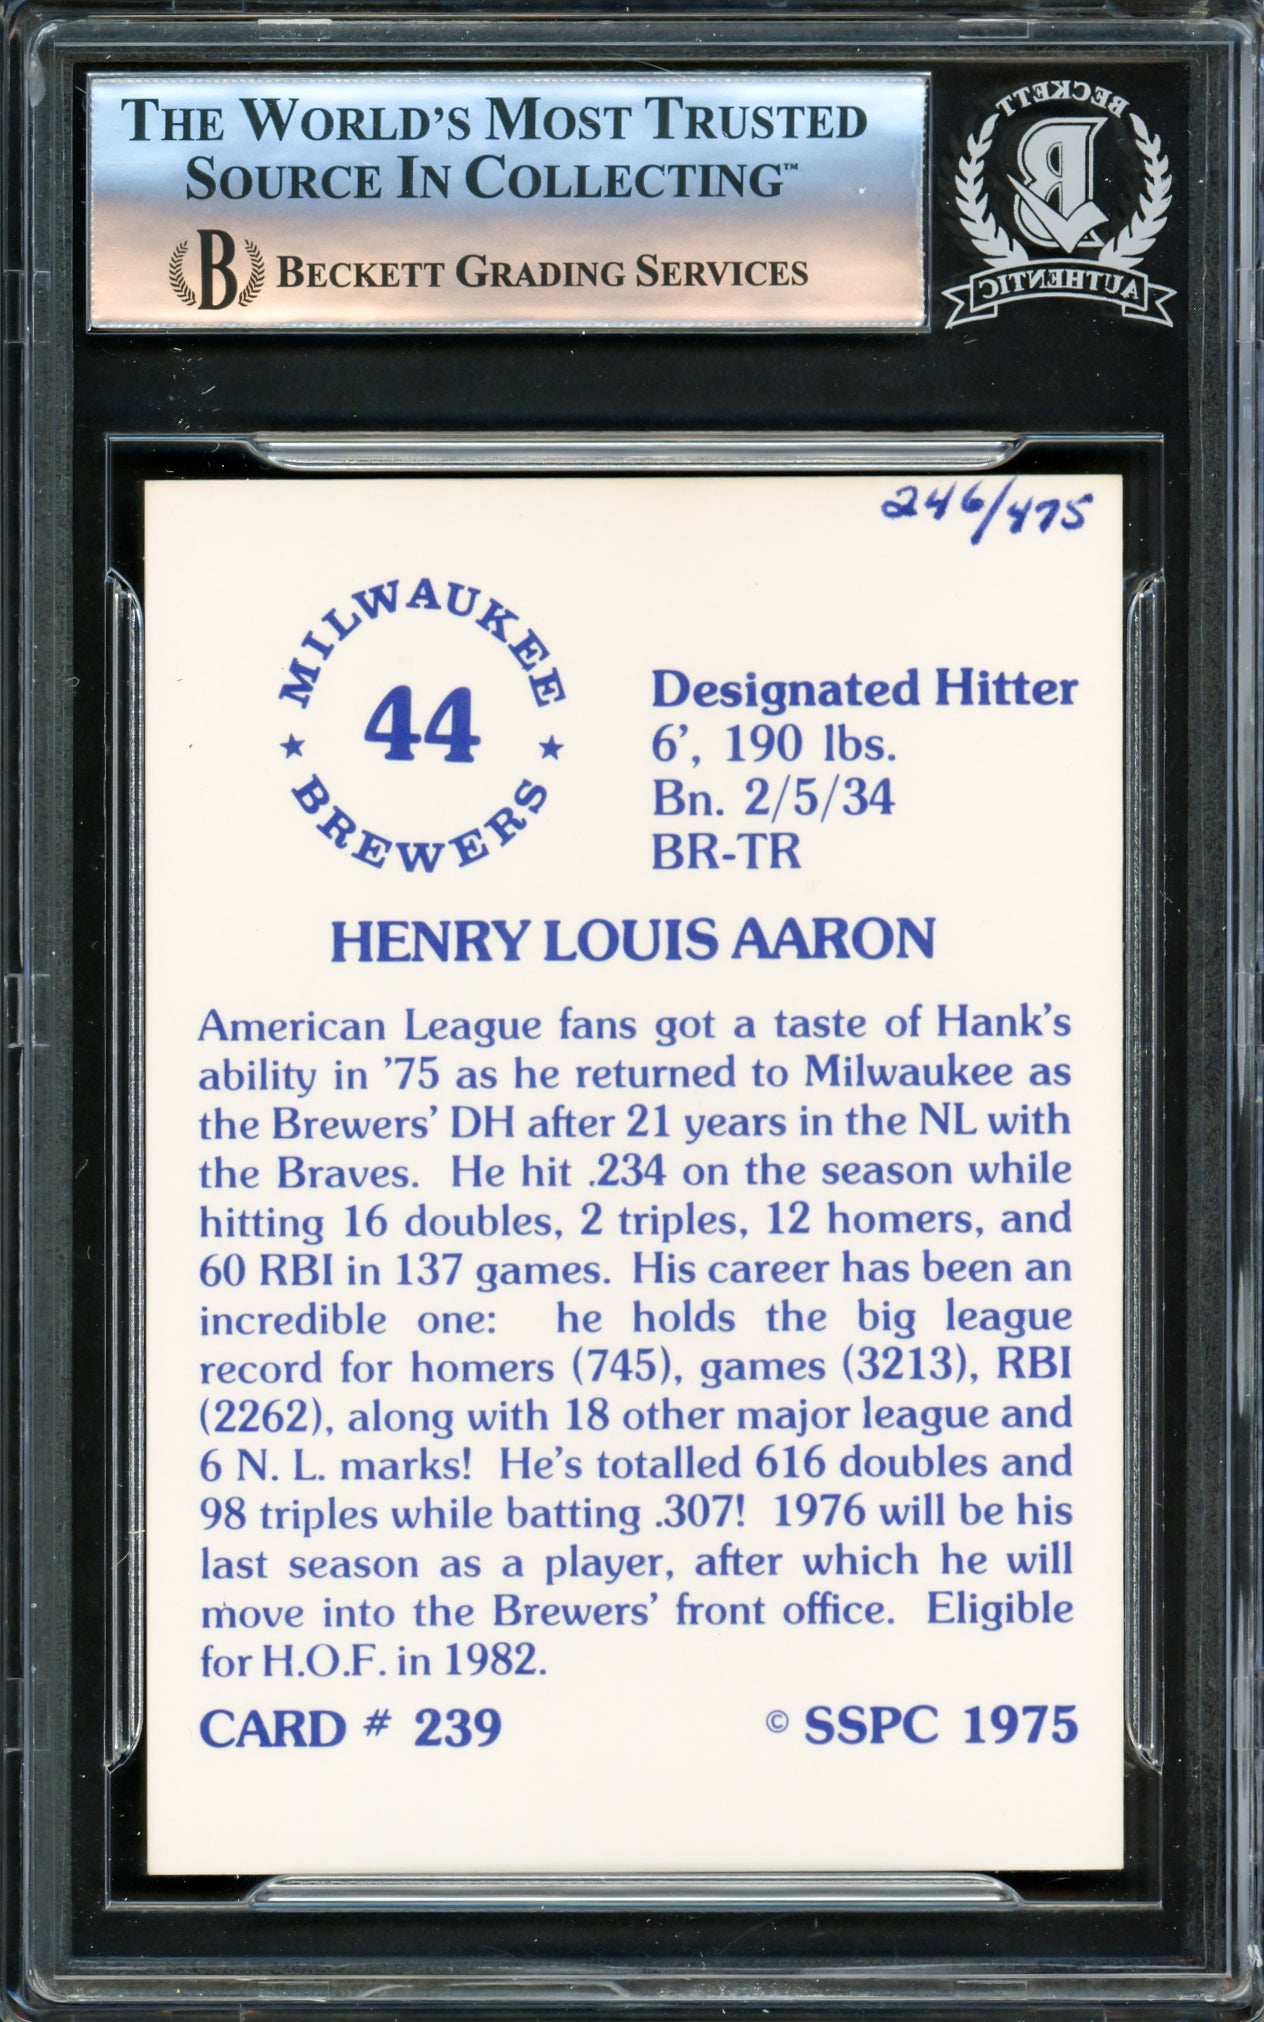 THE WORLD'S MOST TRUSTED
SOURCE IN COLLECTING™
B BECKETT GRADING SERVICES
BECKETT
B
AUTHENTIC
246/475
MILWAUKEE
44
★ ★
BREWERS
Designated Hitter
6', 190 lbs.
Bn. 2/5/34
BR-TR
HENRY LOUIS AARON
American League fans got a taste of Hank's
ability in '75 as he returned to Milwaukee as
the Brewers' DH after 21 years in the NL with
the Braves. He hit .234 on the season while
hitting 16 doubles, 2 triples, 12 homers, and
60 RBI in 137 games. His career has been an
incredible one: he holds the big league
record for homers (745), games (3213), RBI
(2262), along with 18 other major league and
6 N. L. marks! He's totalled 616 doubles and
98 triples while batting .307! 1976 will be his
last season as a player, after which he will
move into the Brewers' front office. Eligible
for H.O.F. in 1982.
CARD # 239 © SSPC 1975